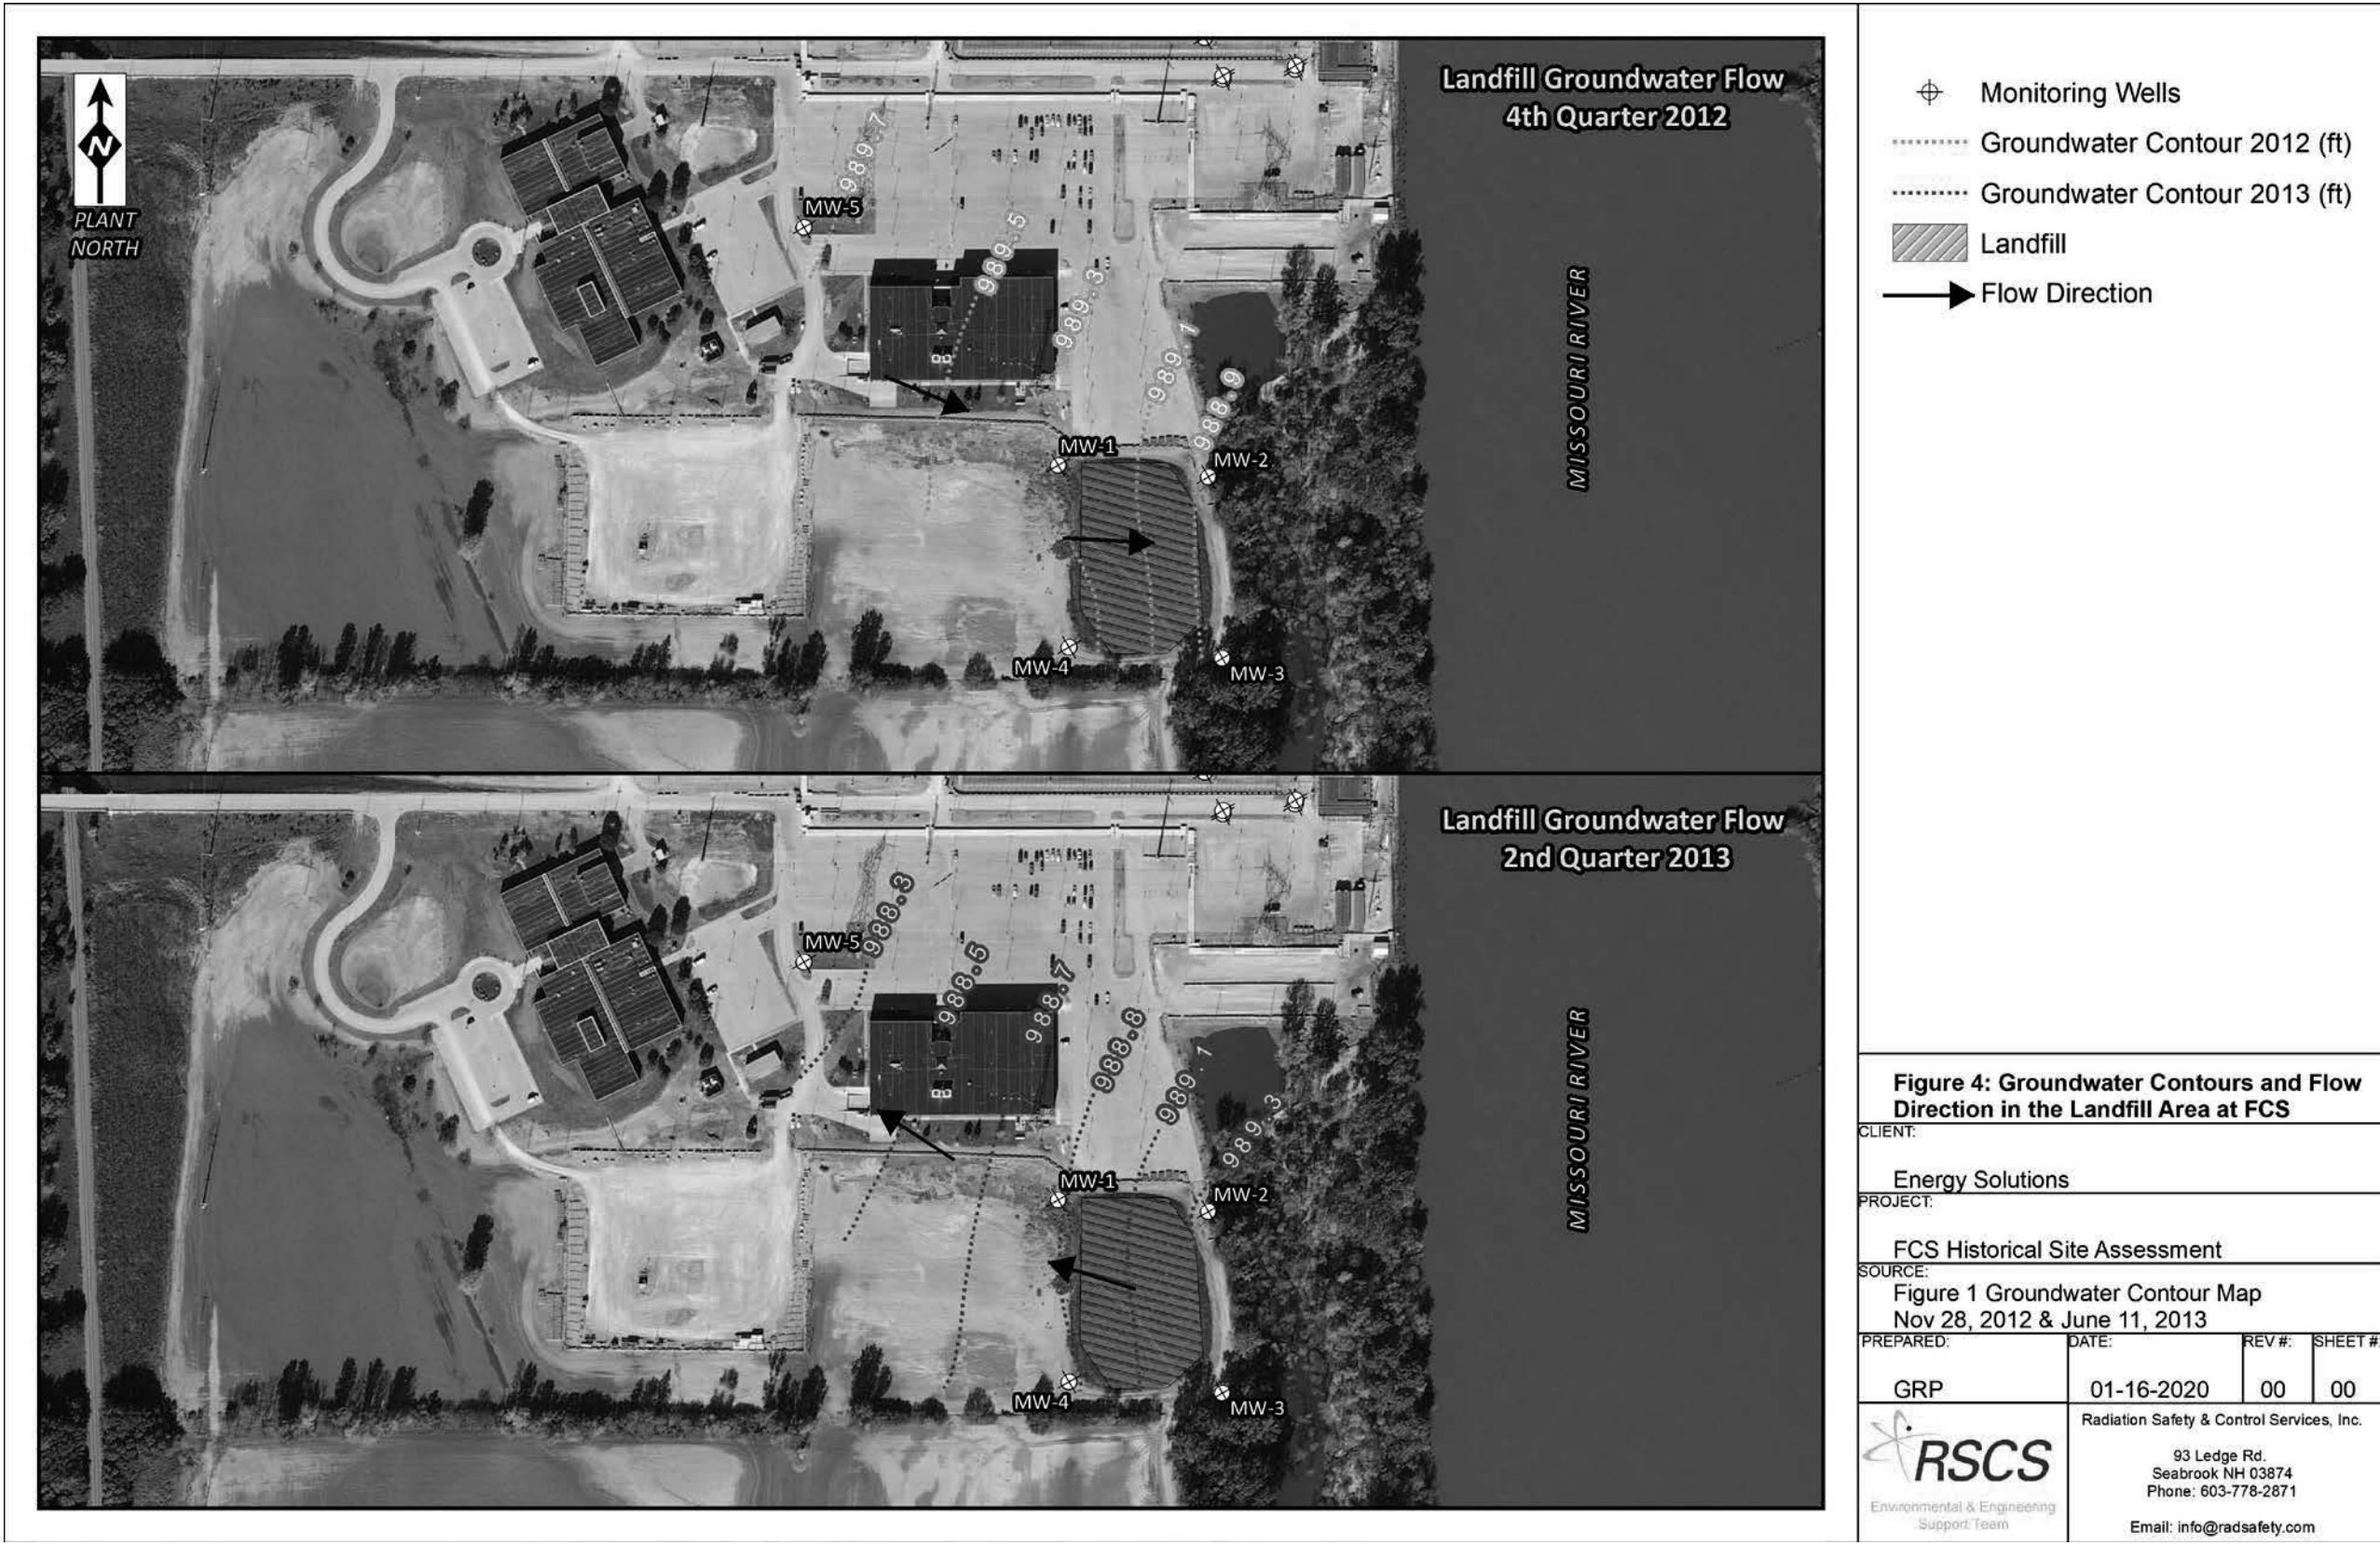 Landfill Groundwater Flow
4th Quarter 2012
N
PLANT
NORTH
989.7
989.5
989.3
989.1
988.9
MW-5
MW-1
MW-2
MW-4
MW-3
MISSOURI RIVER
Landfill Groundwater Flow
2nd Quarter 2013
988.3
988.5
988.7
988.8
989.1
989.3
MW-5
MW-1
MW-2
MW-4
MW-3
MISSOURI RIVER
Monitoring Wells
Groundwater Contour 2012 (ft)
Groundwater Contour 2013 (ft)
Landfill
Flow Direction
Figure 4: Groundwater Contours and Flow
Direction in the Landfill Area at FCS
CLIENT:
Energy Solutions
PROJECT:
FCS Historical Site Assessment
SOURCE:
Figure 1 Groundwater Contour Map
Nov 28, 2012 & June 11, 2013
PREPARED: DATE: REV #: SHEET #:
GRP 01-16-2020 00 00
RSCS
Environmental & Engineering
Support Team
Radiation Safety & Control Services, Inc.
93 Ledge Rd.
Seabrook NH 03874
Phone: 603-778-2871
Email: info@radsafety.com